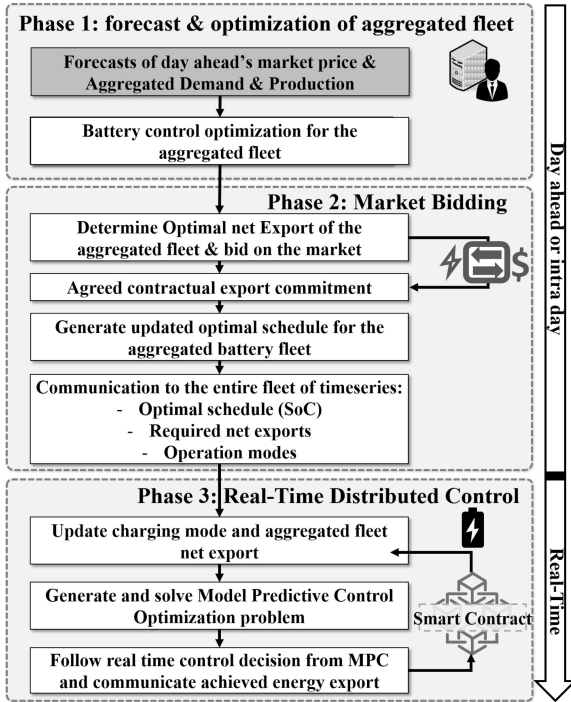 Phase 1: forecast & optimization of aggregated fleet
Forecasts of day ahead's market price &
Aggregated Demand & Production
Battery control optimization for the
aggregated fleet
Phase 2: Market Bidding
Determine Optimal net Export of the
aggregated fleet & bid on the market
$
Agreed contractual export commitment
Generate updated optimal schedule for the
aggregated battery fleet
Communication to the entire fleet of timeseries:
- Optimal schedule (SoC)
- Required net exports
- Operation modes
Day ahead or intra day
Phase 3: Real-Time Distributed Control
Update charging mode and aggregated fleet
net export
Generate and solve Model Predictive Control
Optimization problem
Smart Contract
Follow real time control decision from MPC
and communicate achieved energy export
Real-Time